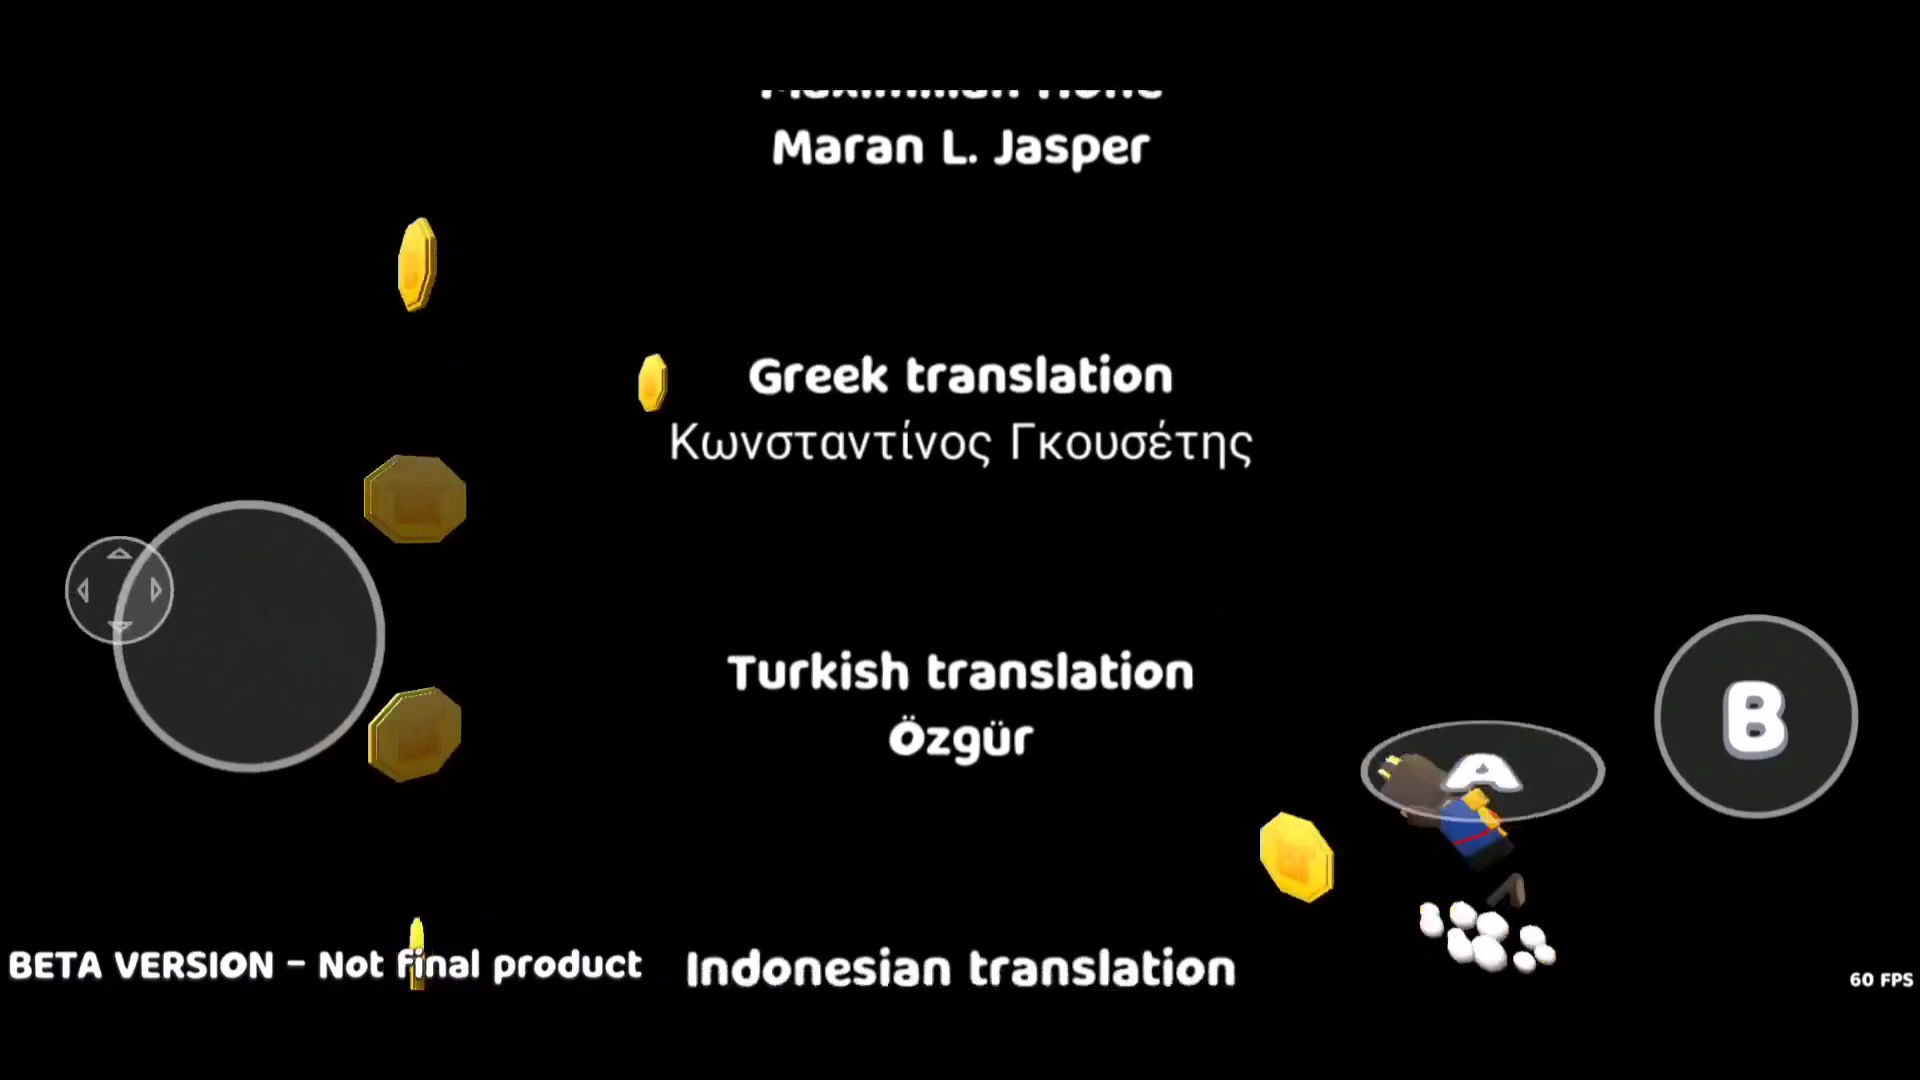 Maran L. Jasper
Greek translation
Κωνσταντίνος Γκουσέτης
Turkish translation
Özgür
A
B
BETA VERSION - Not final product
Indonesian translation
60 FPS